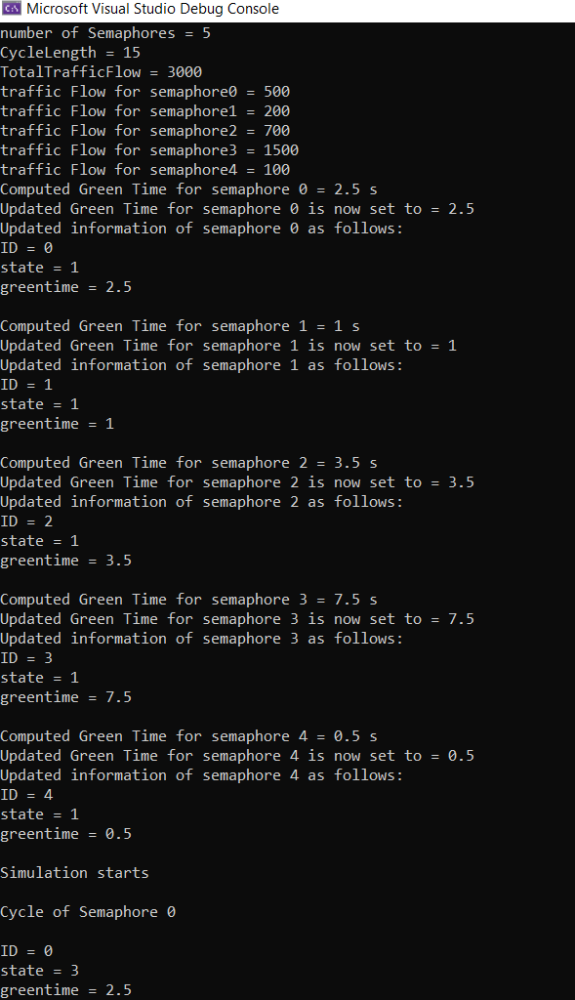 C:\ Microsoft Visual Studio Debug Console
number of Semaphores = 5
CycleLength = 15
TotalTrafficFlow = 3000
traffic Flow for semaphore0 = 500
traffic Flow for semaphore1 = 200
traffic Flow for semaphore2 = 700
traffic Flow for semaphore3 = 1500
traffic Flow for semaphore4 = 100
Computed Green Time for semaphore 0 = 2.5 s
Updated Green Time for semaphore 0 is now set to = 2.5
Updated information of semaphore 0 as follows:
ID = 0
state = 1
greentime = 2.5
Computed Green Time for semaphore 1 = 1 s
Updated Green Time for semaphore 1 is now set to = 1
Updated information of semaphore 1 as follows:
ID = 1
state = 1
greentime = 1
Computed Green Time for semaphore 2 = 3.5 s
Updated Green Time for semaphore 2 is now set to = 3.5
Updated information of semaphore 2 as follows:
ID = 2
state = 1
greentime = 3.5
Computed Green Time for semaphore 3 = 7.5 s
Updated Green Time for semaphore 3 is now set to = 7.5
Updated information of semaphore 3 as follows:
ID = 3
state = 1
greentime = 7.5
Computed Green Time for semaphore 4 = 0.5 s
Updated Green Time for semaphore 4 is now set to = 0.5
Updated information of semaphore 4 as follows:
ID = 4
state = 1
greentime = 0.5
Simulation starts
Cycle of Semaphore 0
ID = 0
state = 3
greentime = 2.5